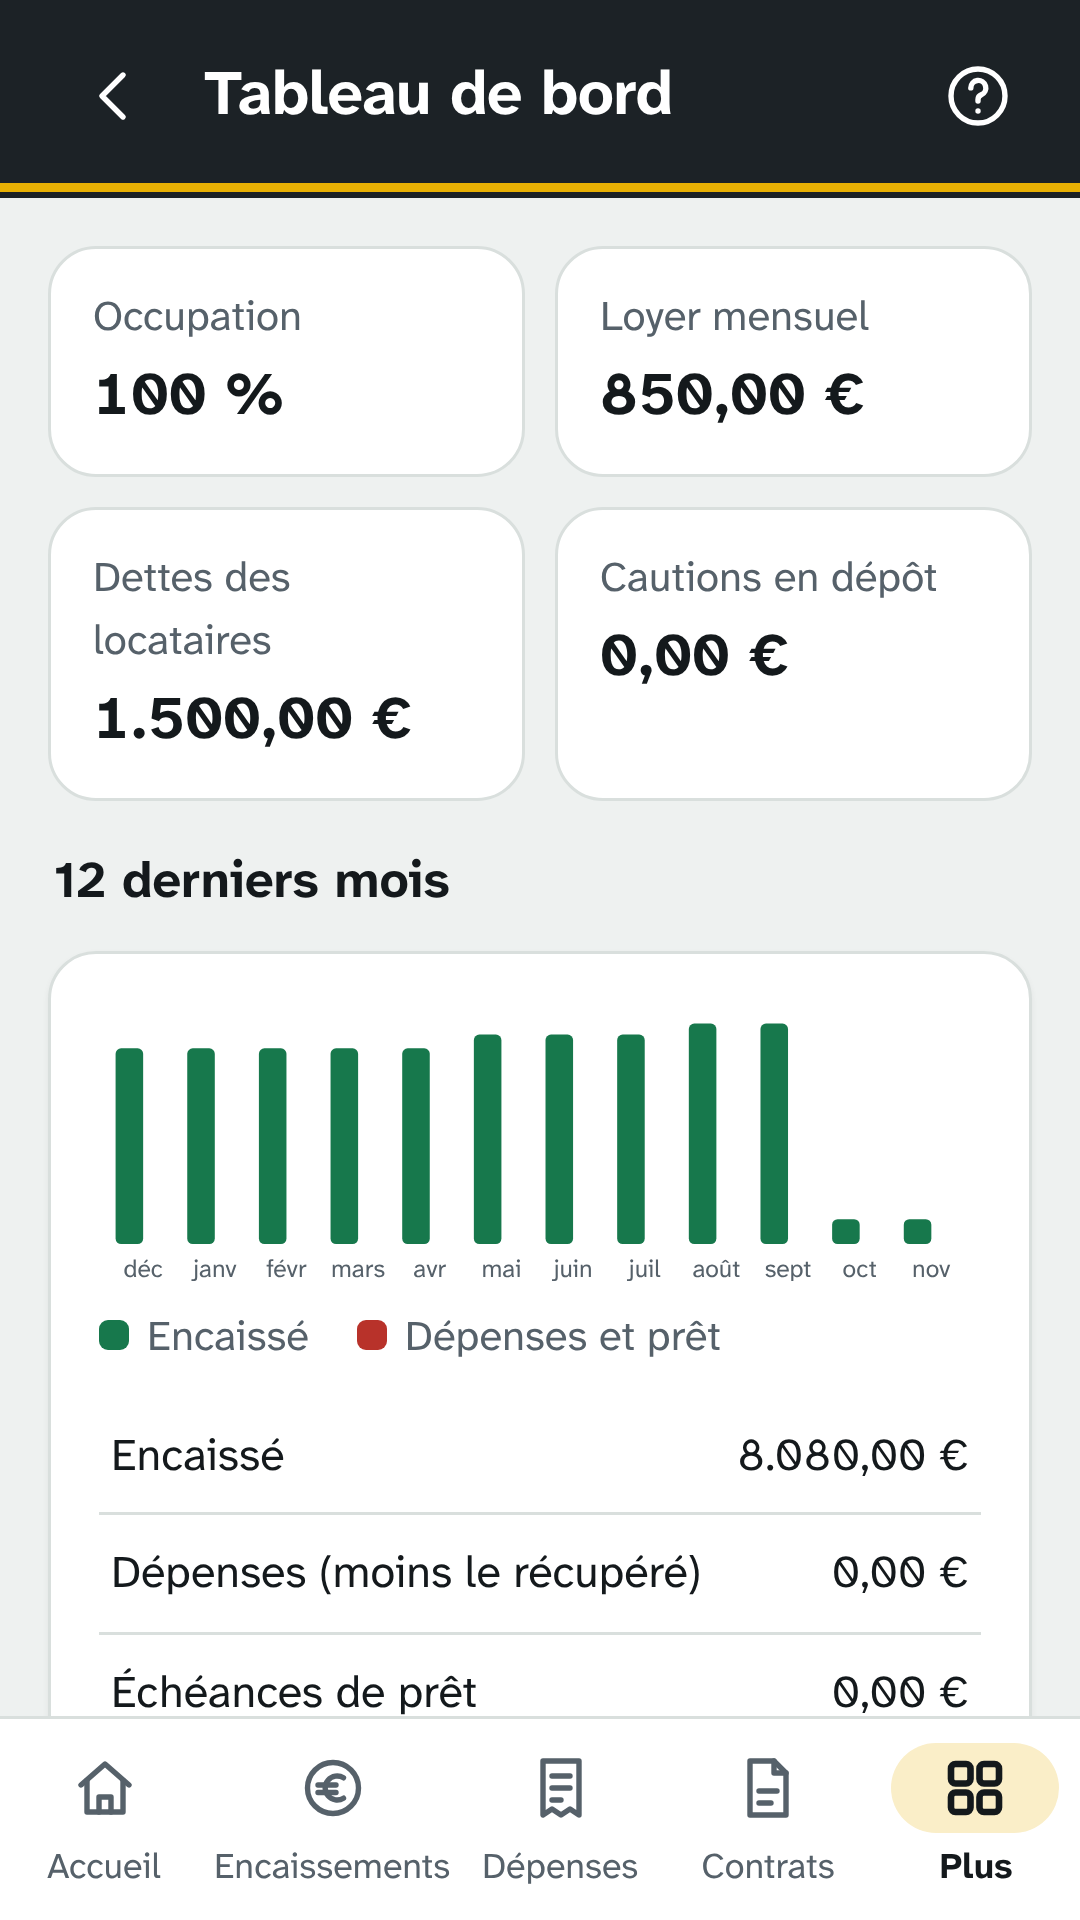 Tableau de bord
Occupation
100 %
Loyer mensuel
850,00 €
Dettes des
locataires
1.500,00 €
Cautions en dépôt
0,00 €
12 derniers mois
déc janv févr mars avr mai juin juil août sept oct nov
Encaissé Dépenses et prêt
Encaissé 8.080,00 €
Dépenses (moins le récupéré) 0,00 €
Échéances de prêt 0,00 €
Accueil Encaissements Dépenses Contrats Plus